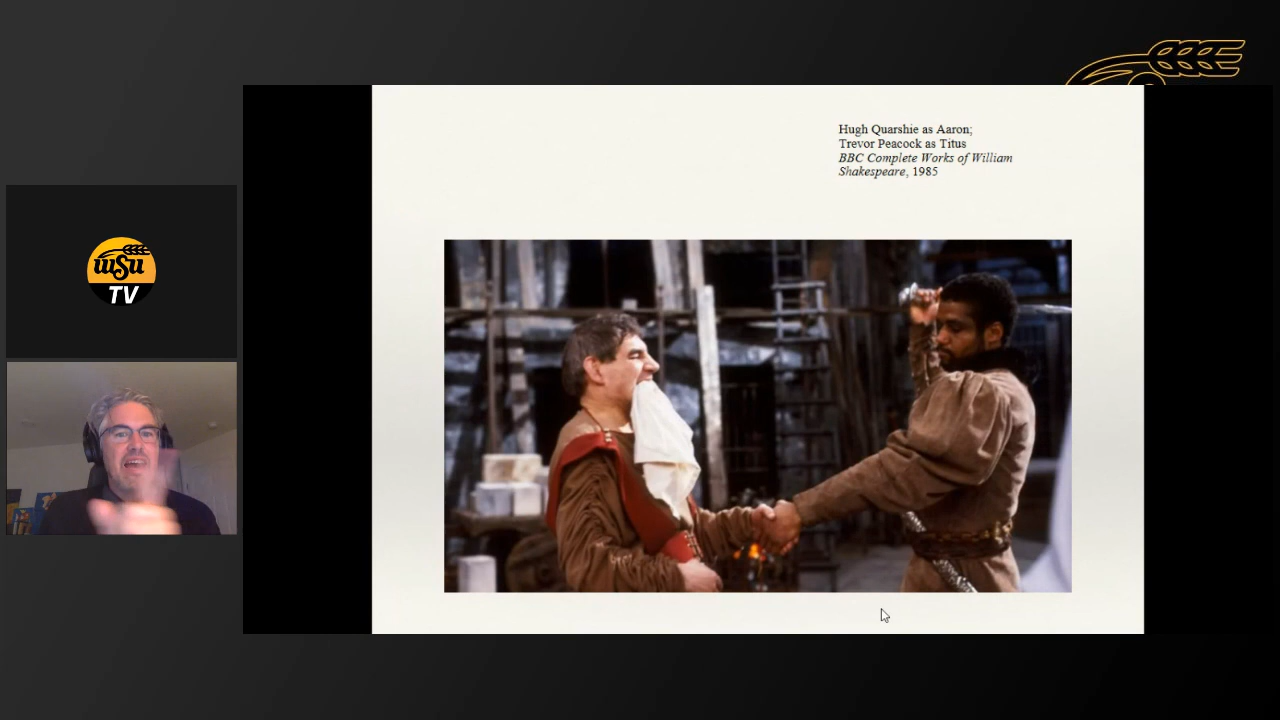 Hugh Quarshie as Aaron;
Trevor Peacock as Titus
BBC Complete Works of William
Shakespeare, 1985
wsu
TV